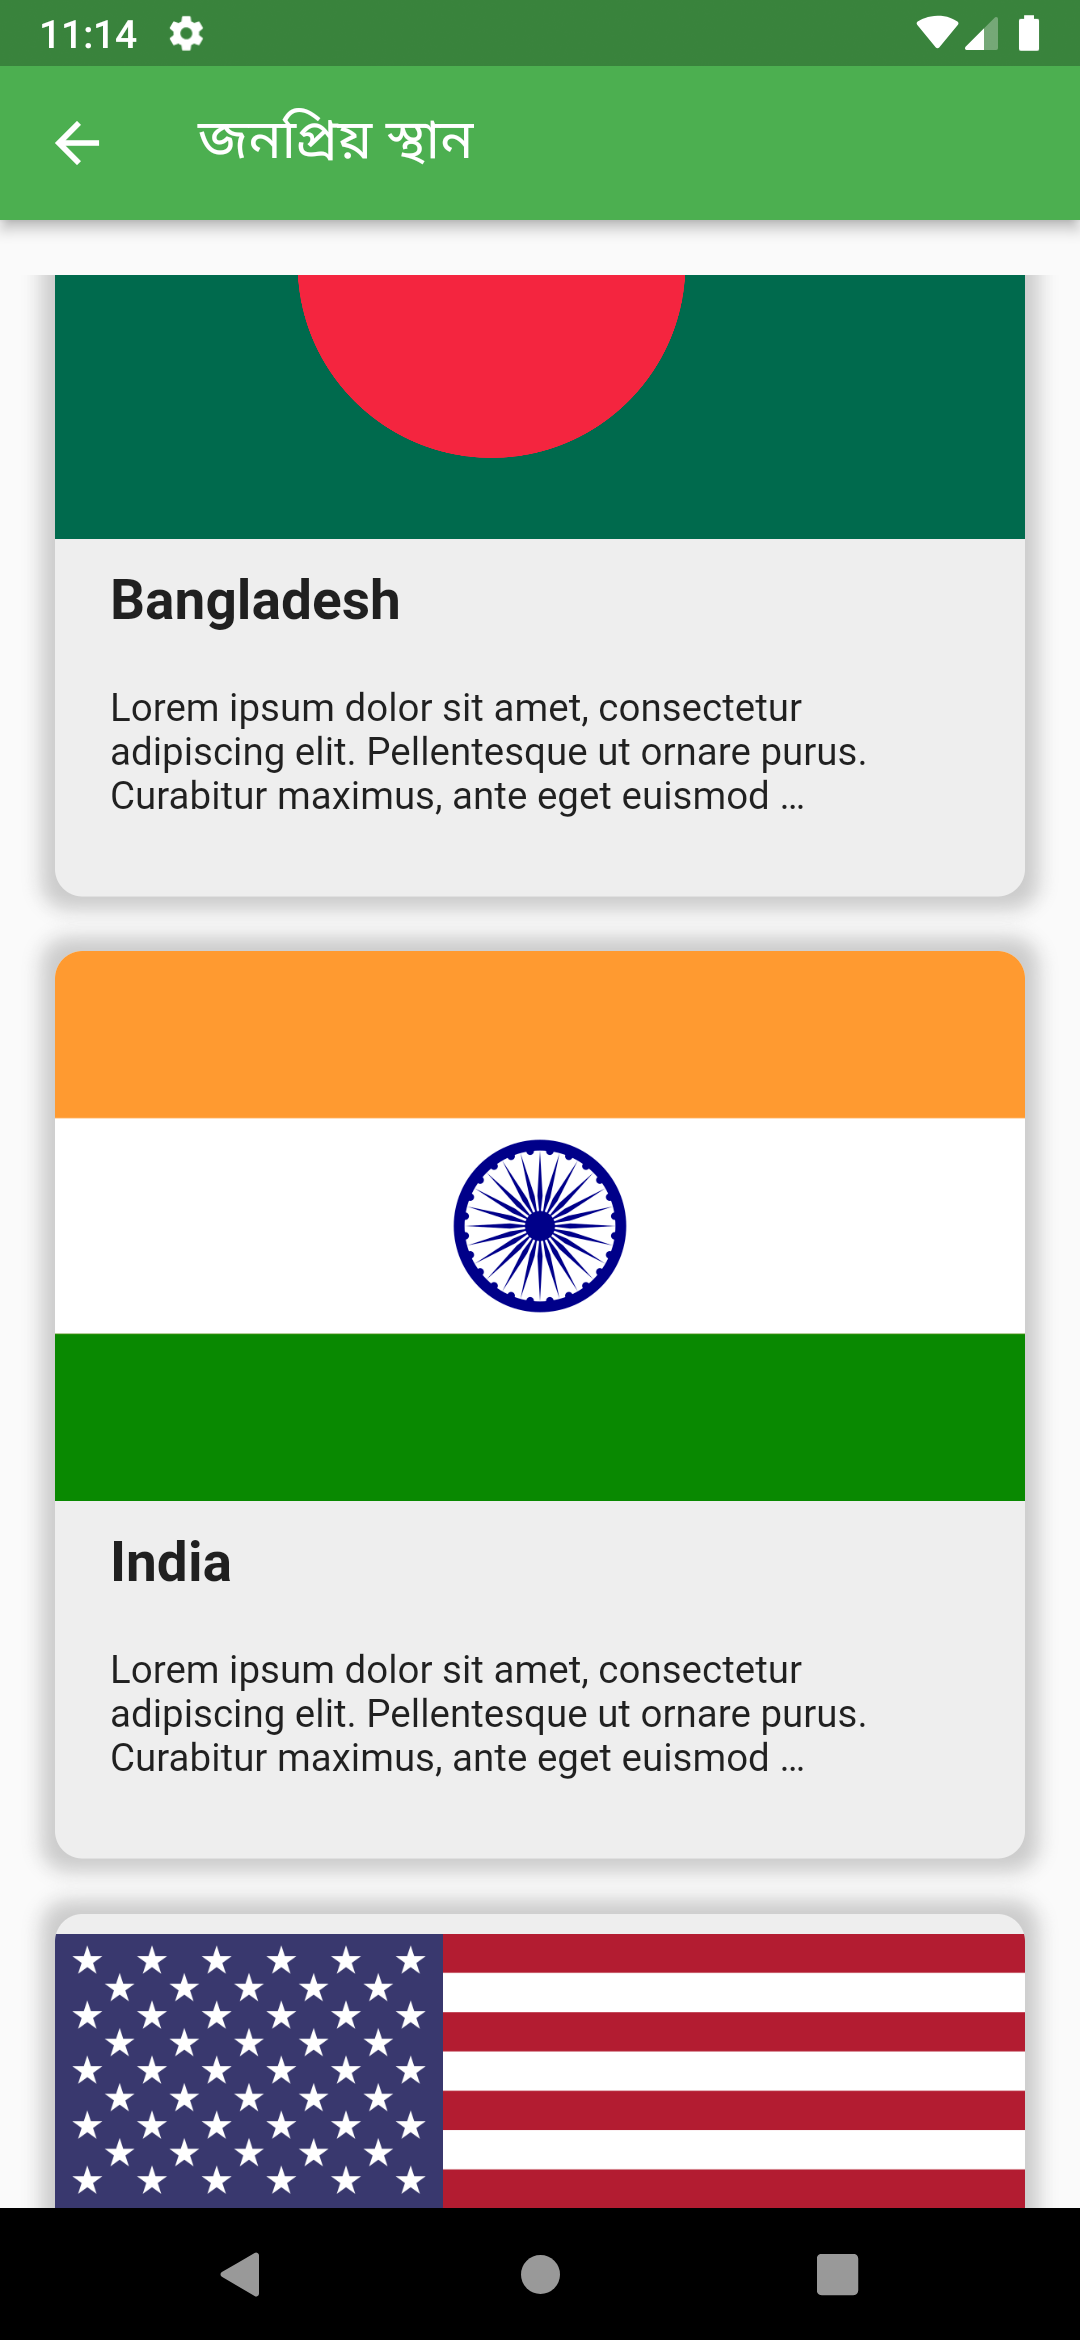 11:14
জনপ্রিয় স্থান
Bangladesh
Lorem ipsum dolor sit amet, consectetur
adipiscing elit. Pellentesque ut ornare purus.
Curabitur maximus, ante eget euismod ...
India
Lorem ipsum dolor sit amet, consectetur
adipiscing elit. Pellentesque ut ornare purus.
Curabitur maximus, ante eget euismod ...